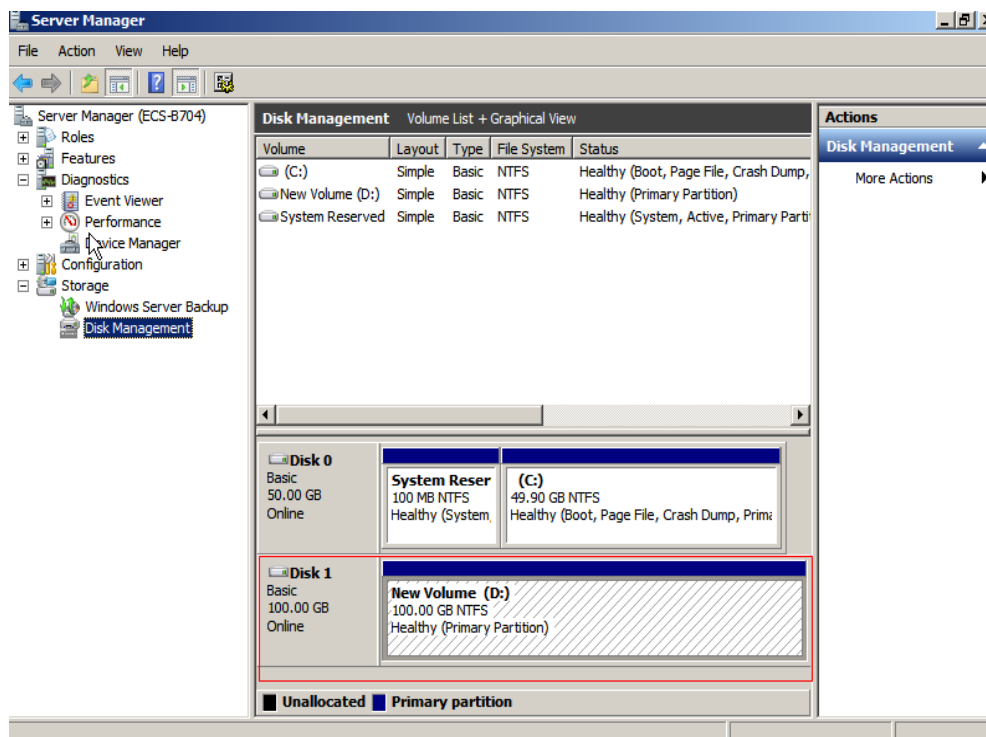 Server Manager
File Action View Help
Server Manager (ECS-B704)
Roles
Features
Diagnostics
Event Viewer
Performance
Device Manager
Configuration
Storage
Windows Server Backup
Disk Management
Disk Management Volume List + Graphical View
Volume Layout Type File System Status
(C:) Simple Basic NTFS Healthy (Boot, Page File, Crash Dump,
New Volume (D:) Simple Basic NTFS Healthy (Primary Partition)
System Reserved Simple Basic NTFS Healthy (System, Active, Primary Parti
Disk 0
Basic
50.00 GB
Online
System Reser
100 MB NTFS
Healthy (System,
(C:)
49.90 GB NTFS
Healthy (Boot, Page File, Crash Dump, Prima
Disk 1
Basic
100.00 GB
Online
New Volume (D:)
100.00 GB NTFS
Healthy (Primary Partition)
Unallocated Primary partition
Actions
Disk Management
More Actions